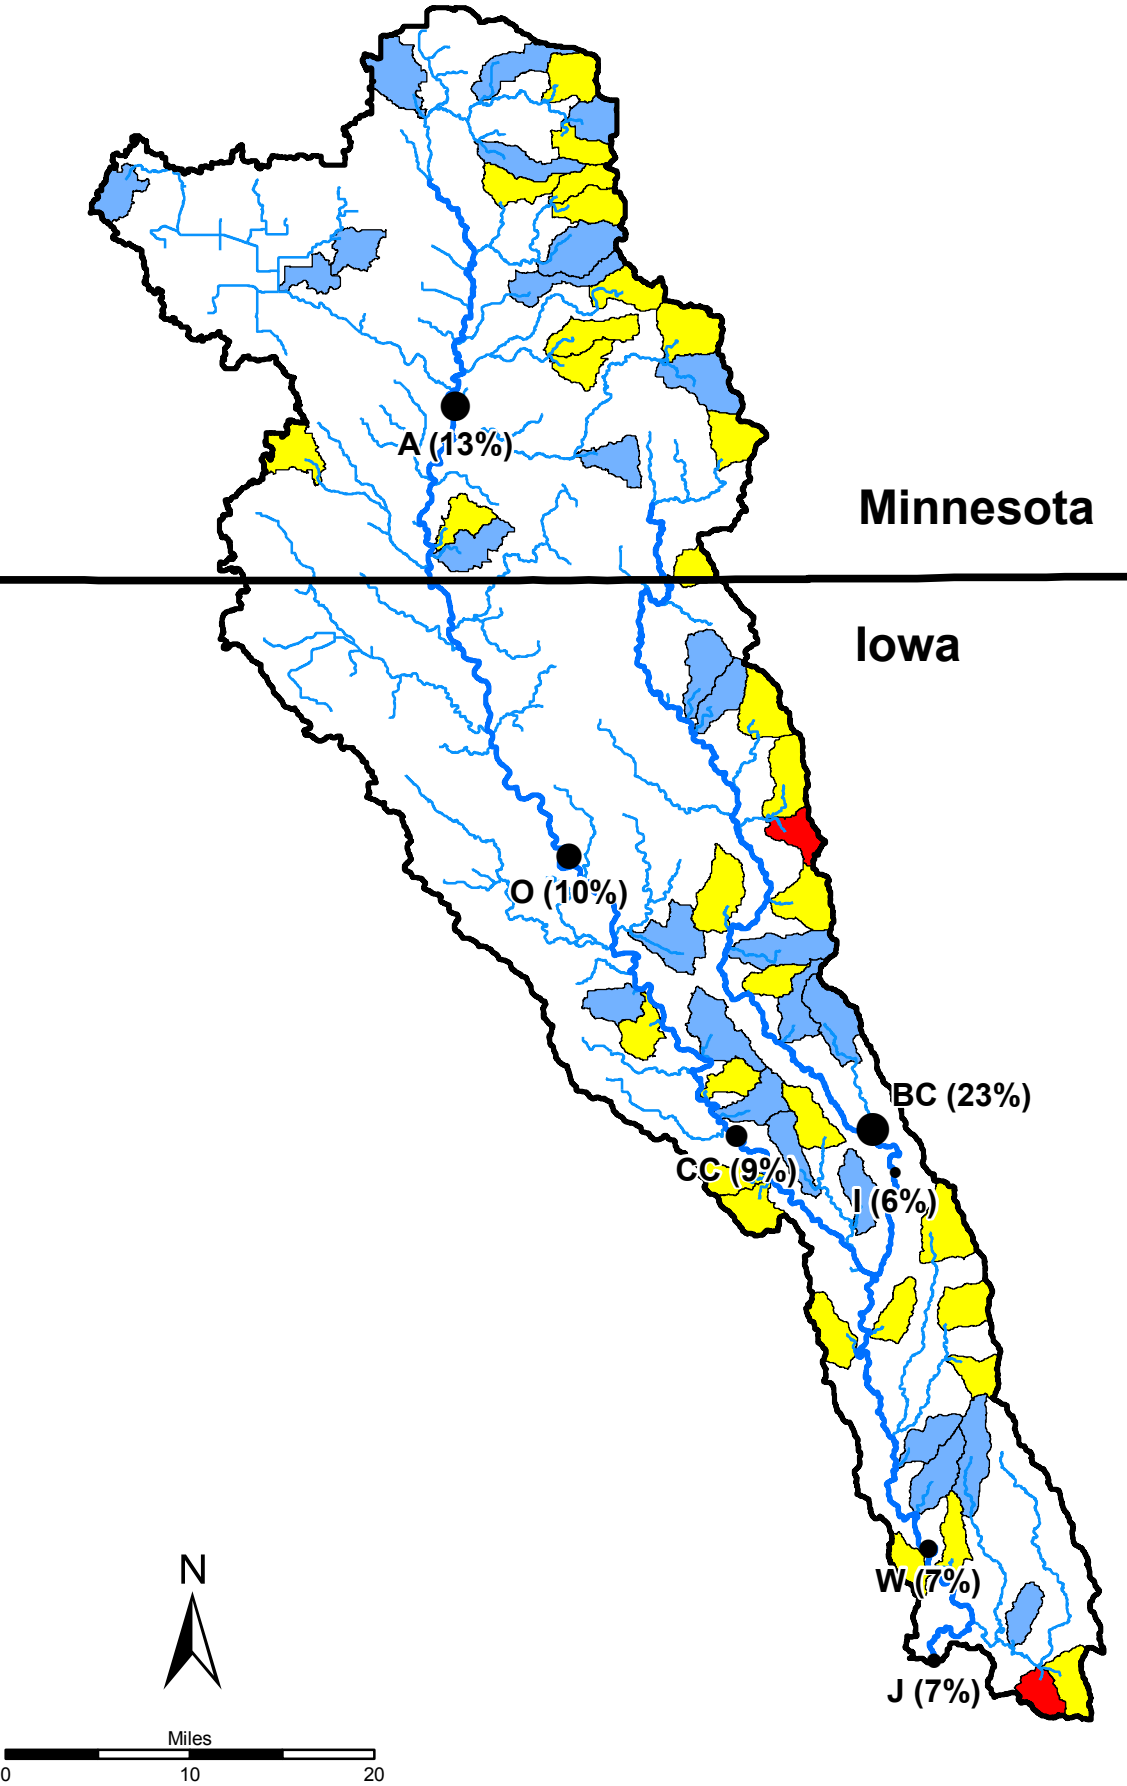 A (13%)
Minnesota
Iowa
O (10%)
BC (23%)
CC (9%)
I (6%)
N
W (7%)
J (7%)
Miles
0 10 20